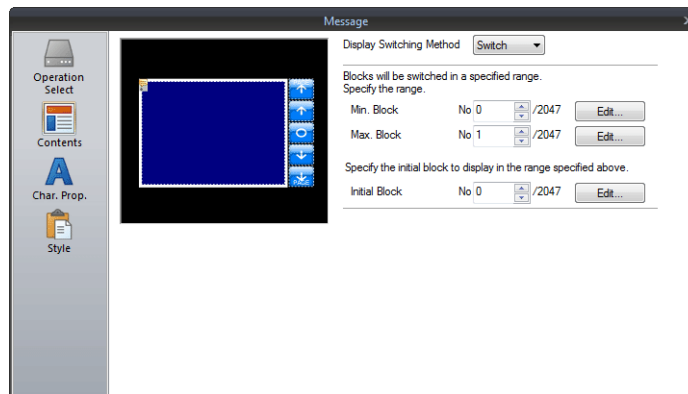 Message
Operation
Select
Contents
Char. Prop.
Style
PAGE
Display Switching Method Switch
Blocks will be switched in a specified range.
Specify the range.
Min. Block No 0 /2047 Edit...
Max. Block No 1 /2047 Edit...
Specify the initial block to display in the range specified above.
Initial Block No 0 /2047 Edit...